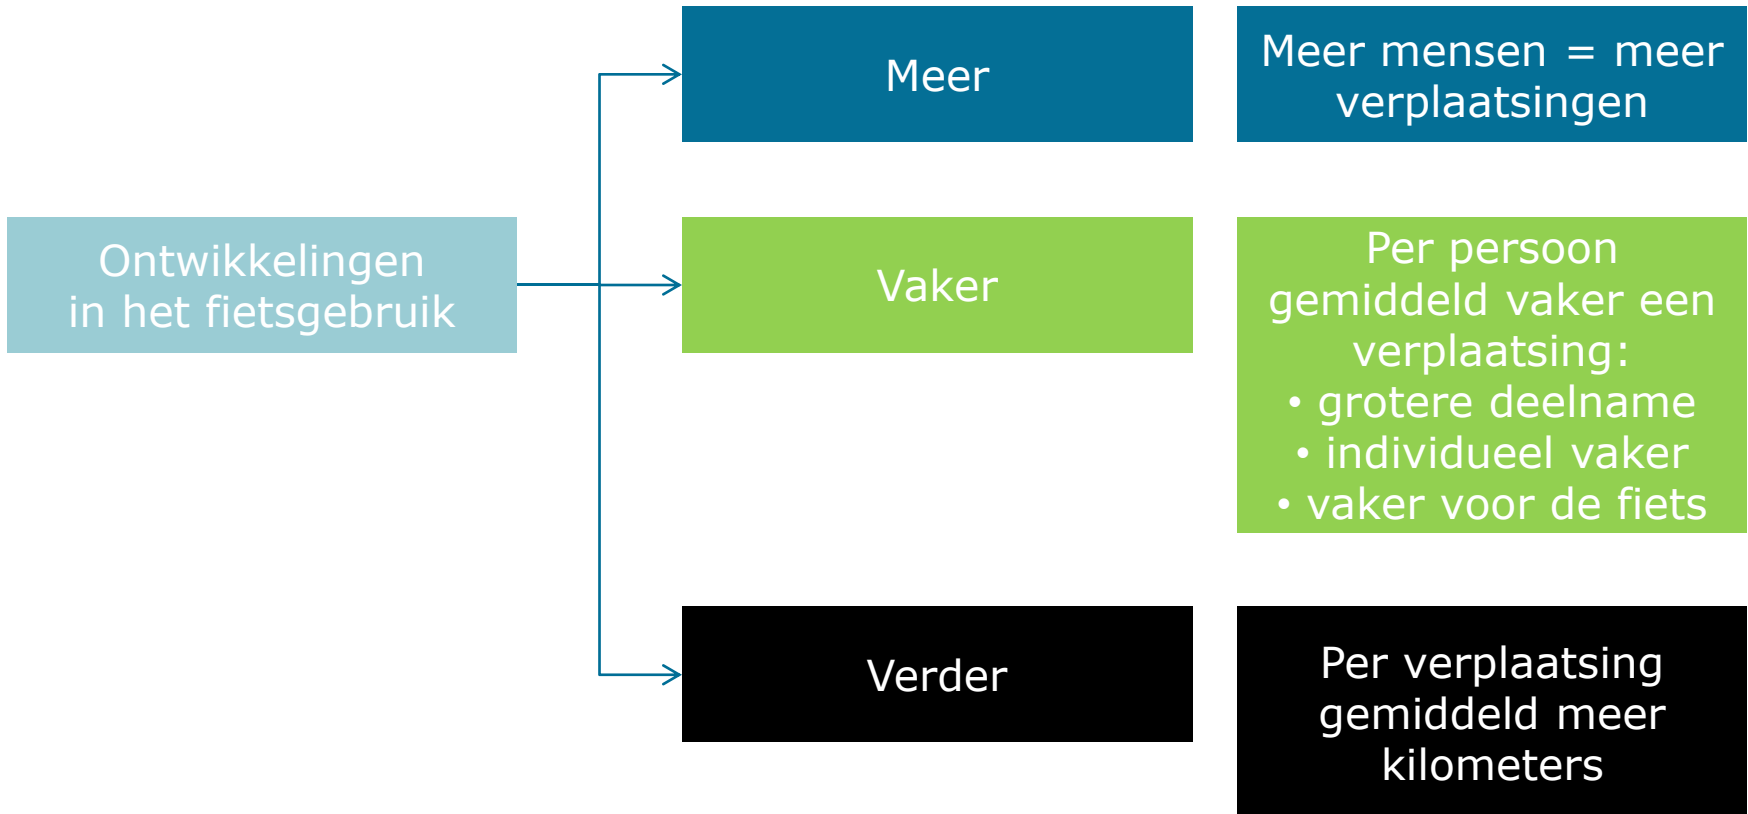 Ontwikkelingen
in het fietsgebruik
Meer
Meer mensen = meer
verplaatsingen
Vaker
Per persoon
gemiddeld vaker een
verplaatsing:
• grotere deelname
• individueel vaker
• vaker voor de fiets
Verder
Per verplaatsing
gemiddeld meer
kilometers